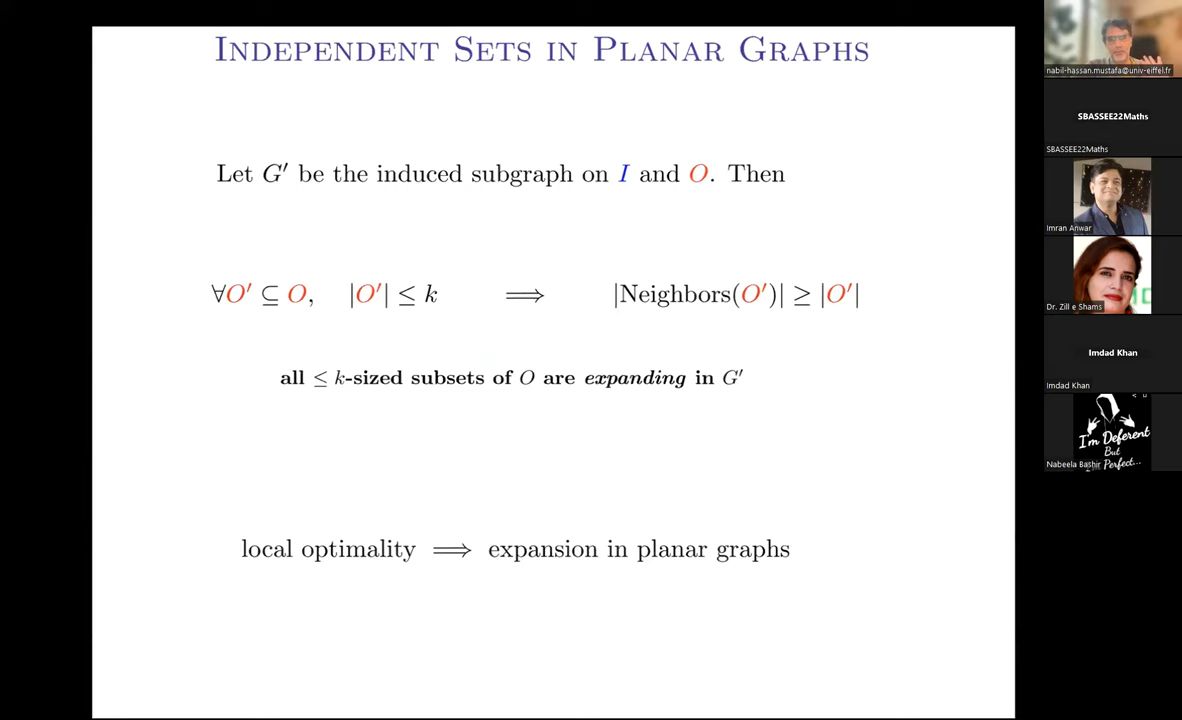 INDEPENDENT SETS IN PLANAR GRAPHS
Let G′ be the induced subgraph on I and O. Then
∀O′ ⊆ O, |O′| ≤ k ⟹ |Neighbors(O′)| ≥ |O′|
all ≤ k-sized subsets of O are expanding in G′
local optimality ⟹ expansion in planar graphs
nabil-hassan.mustafa@univ-eiffel.fr
SBASSEE22Maths
SBASSEE22Maths
Imran Anwar
Dr. Zill e Shams
Imdad Khan
Imdad Khan
I'm Deferent
But
Perfect...
Nabeela Bashir